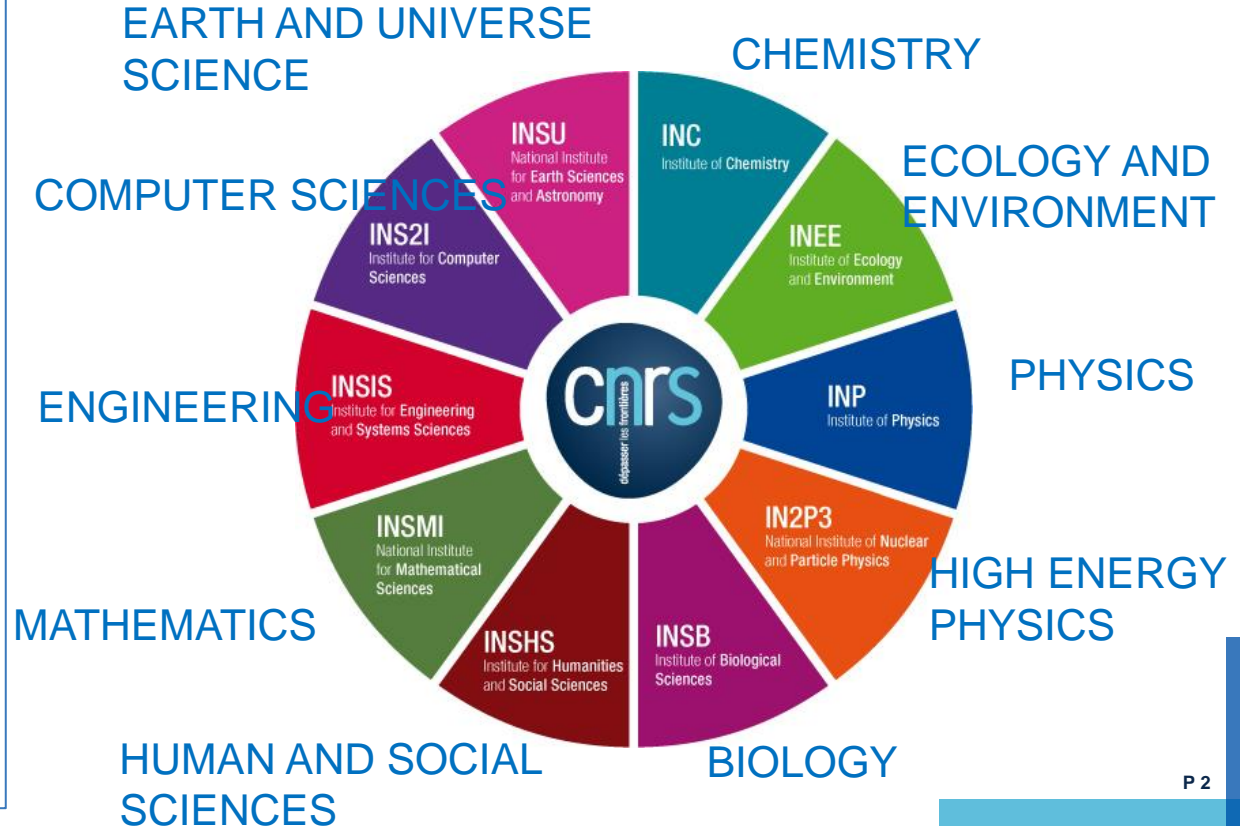 EARTH AND UNIVERSE
SCIENCE
CHEMISTRY
INSU
National Institute
for Earth Sciences
and Astronomy
INC
Institute of Chemistry
ECOLOGY AND
ENVIRONMENT
COMPUTER SCIENCES
INS2I
Institute for Computer
Sciences
INEE
Institute of Ecology
and Environment
ENGINEERING
INSIS
Institute for Engineering
and Systems Sciences
cnrs
dépasser les frontières
INP
Institute of Physics
PHYSICS
INSMI
National Institute
for Mathematical
Sciences
IN2P3
National Institute of Nuclear
and Particle Physics
HIGH ENERGY
PHYSICS
MATHEMATICS
INSHS
Institute for Humanities
and Social Sciences
INSB
Institute of Biological
Sciences
HUMAN AND SOCIAL
SCIENCES
BIOLOGY
P 2